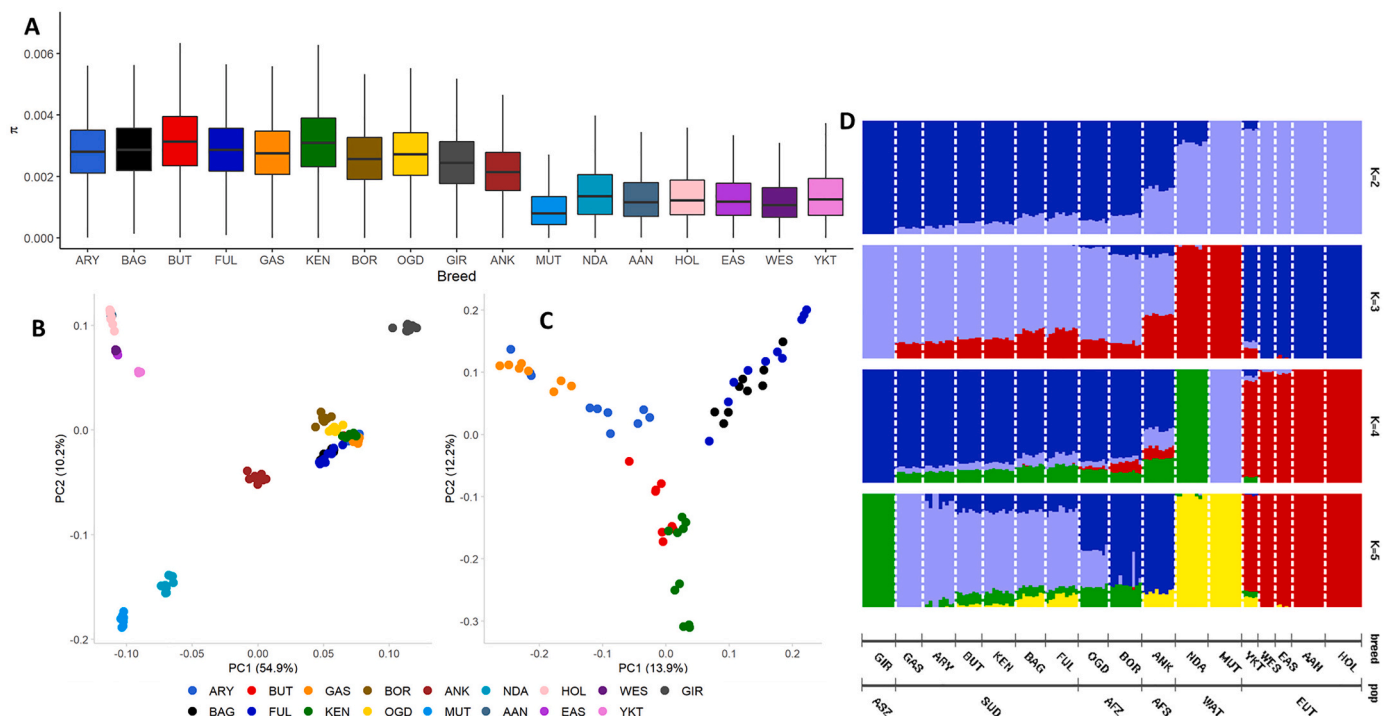 A
0.006
0.004
π
0.002
0.000
ARY BAG BUT FUL GAS KEN BOR OGD GIR ANK MUT NDA AAN HOL EAS WES YKT
Breed
B
0.1
0.0
PC2 (10.2%)
-0.1
-0.2
-0.10 -0.05 0.00 0.05 0.10
PC1 (54.9%)
C
0.2
0.1
0.0
PC2 (12.2%)
-0.1
-0.2
-0.3
-0.2 -0.1 0.0 0.1 0.2
PC1 (13.9%)
ARY BUT GAS BOR ANK NDA HOL WES GIR
BAG FUL KEN OGD MUT AAN EAS YKT
D
K=2
K=3
K=4
K=5
GIR GAS ARY BUT KEN BAG FUL OGD BOR ANK NDA MUT YKT WES EAS AAN HOL breed
ASZ SUD AFZ AFS WAT EUT pop